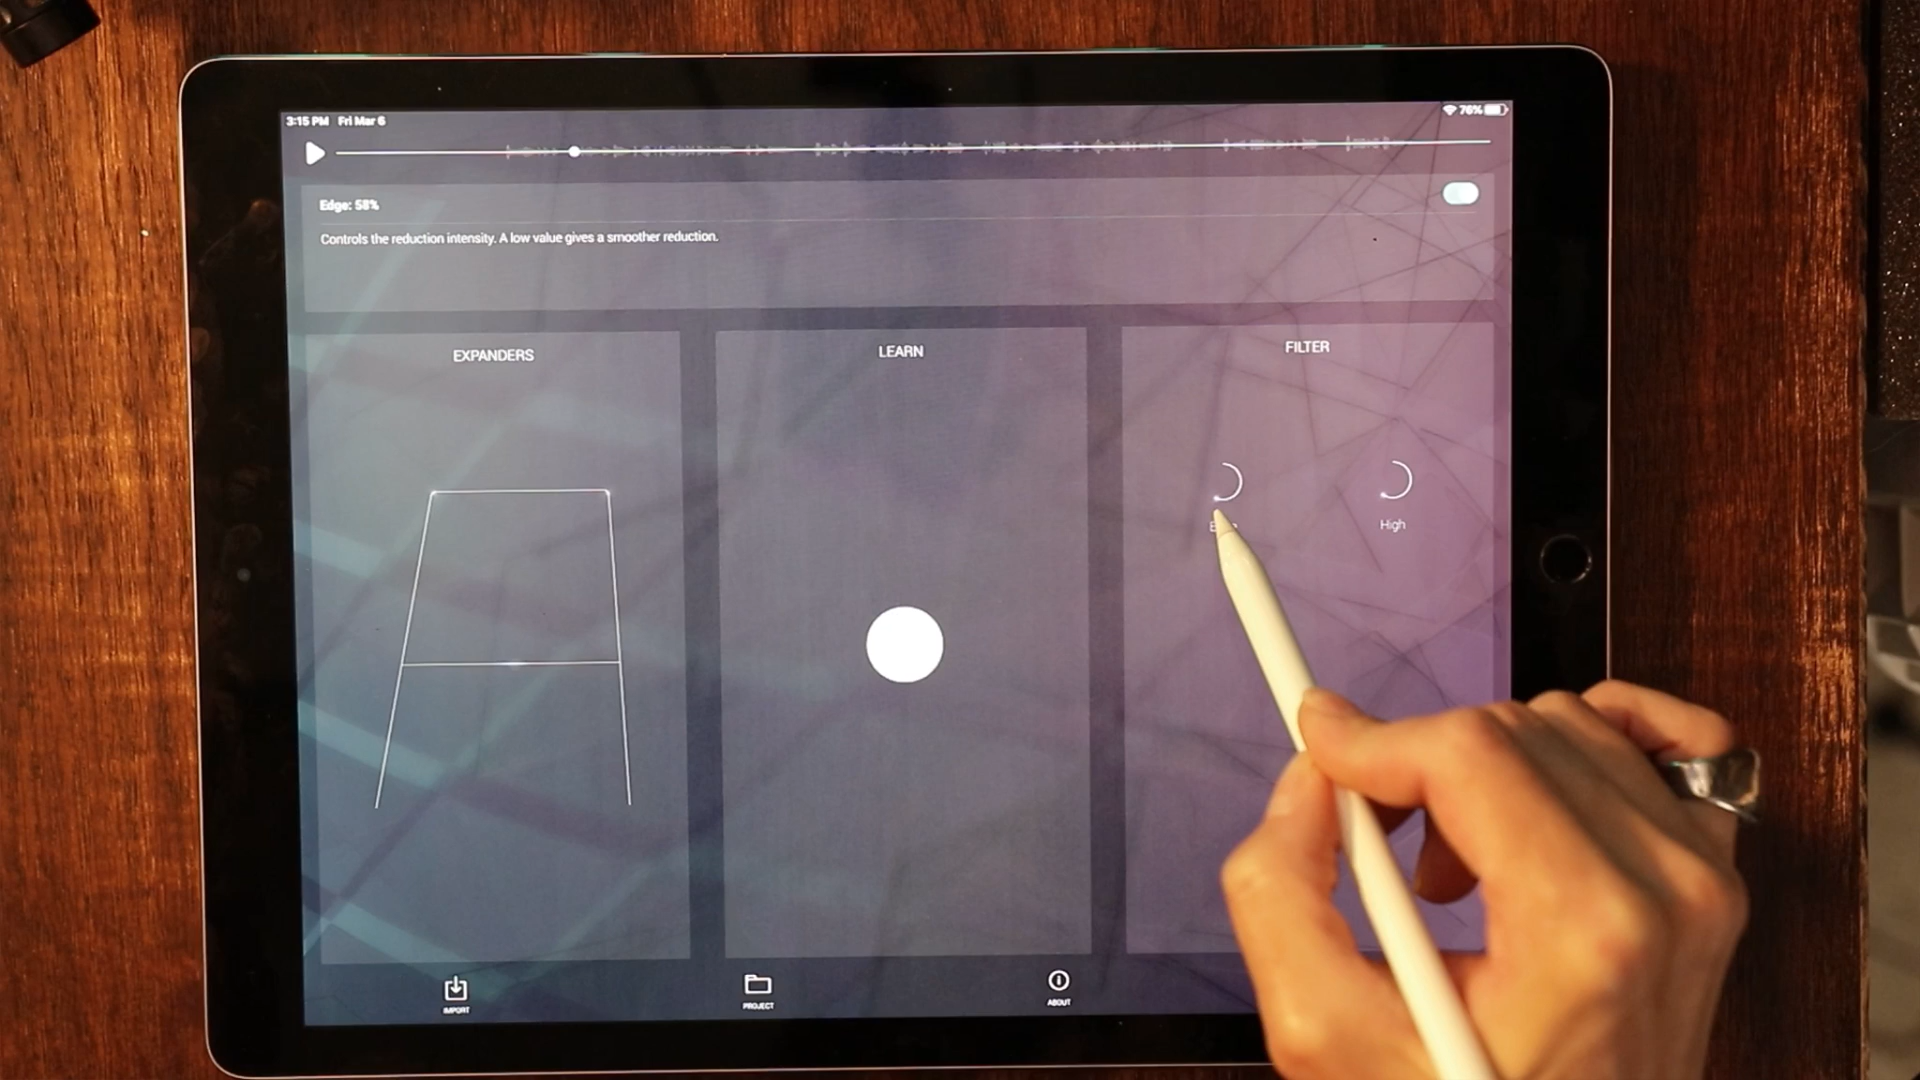 3:15 PM Fri Mar 6
76%
Edge: 58%
Controls the reduction intensity. A low value gives a smoother reduction.
EXPANDERS
LEARN
FILTER
High
IMPORT
PROJECT
ABOUT